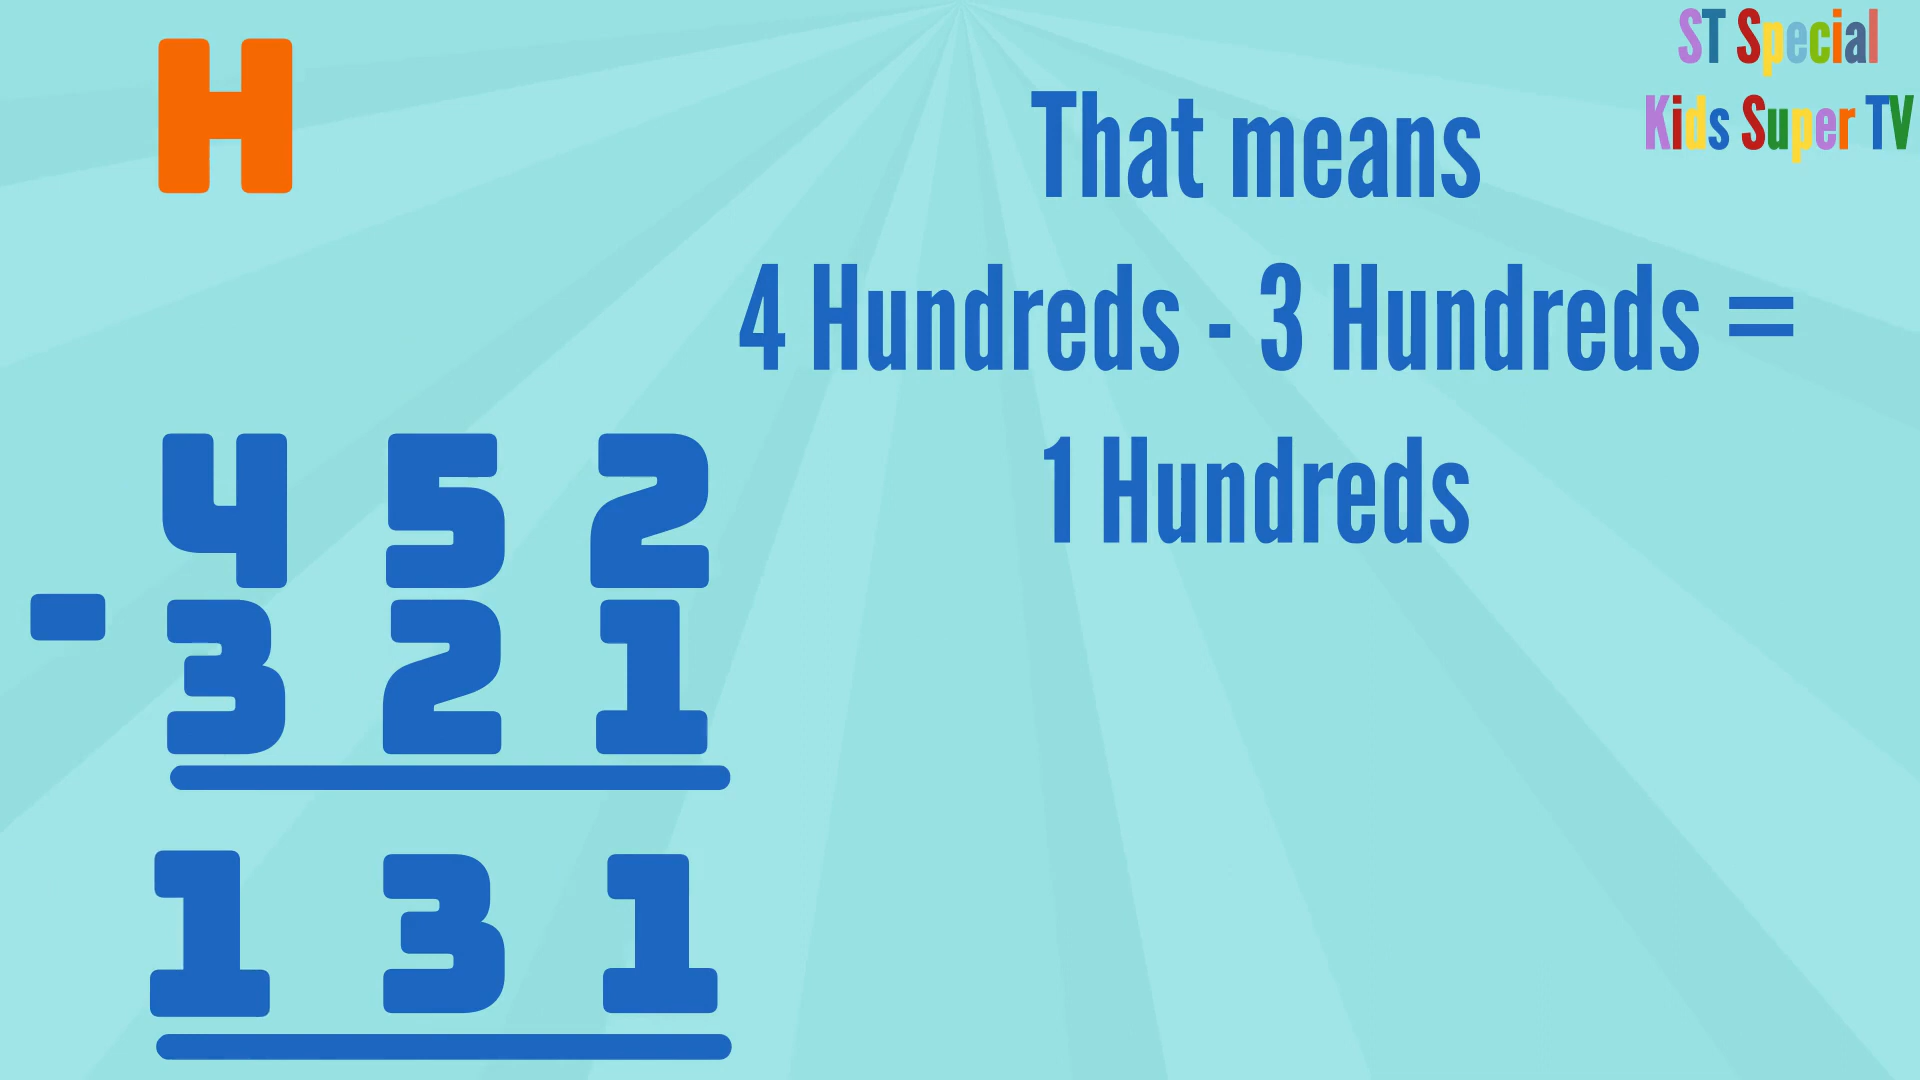 H
ST Special
Kids Super TV
That means
4 Hundreds - 3 Hundreds =
1 Hundreds
4 5 2
- 3 2 1
1 3 1